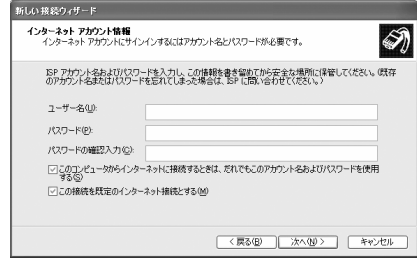 新しい接続ウィザード
インターネット アカウント情報
インターネット アカウントにサインインするにはアカウント名とパスワードが必要です。
ISP アカウント名およびパスワードを入力し、この情報を書き留めてから安全な場所に保管してください。(既存
のアカウント名またはパスワードを忘れてしまった場合は、ISP に問い合わせてください。)
ユーザー名(U):
パスワード(P):
パスワードの確認入力(C):
このコンピュータからインターネットに接続するときは、だれでもこのアカウント名およびパスワードを使用
する(S)
この接続を既定のインターネット接続とする(M)
< 戻る(B)
次へ(N) >
キャンセル